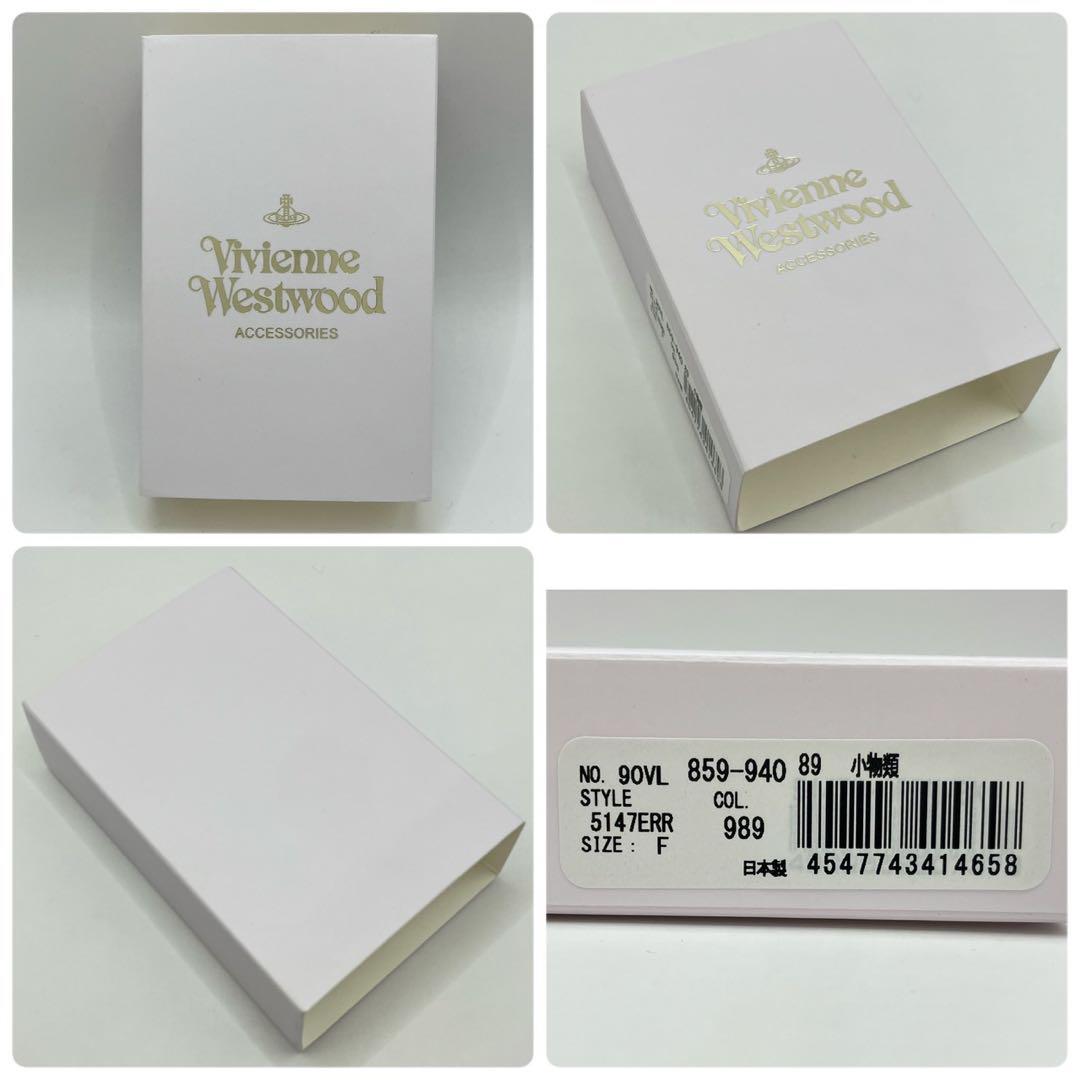 Vivienne
Westwood
ACCESSORIES
Vivienne
Westwood
ACCESSORIES
NO. 90VL 859-940 89 小物類
STYLE COL.
5147ERR 989
SIZE: F
日本製 4547743414658